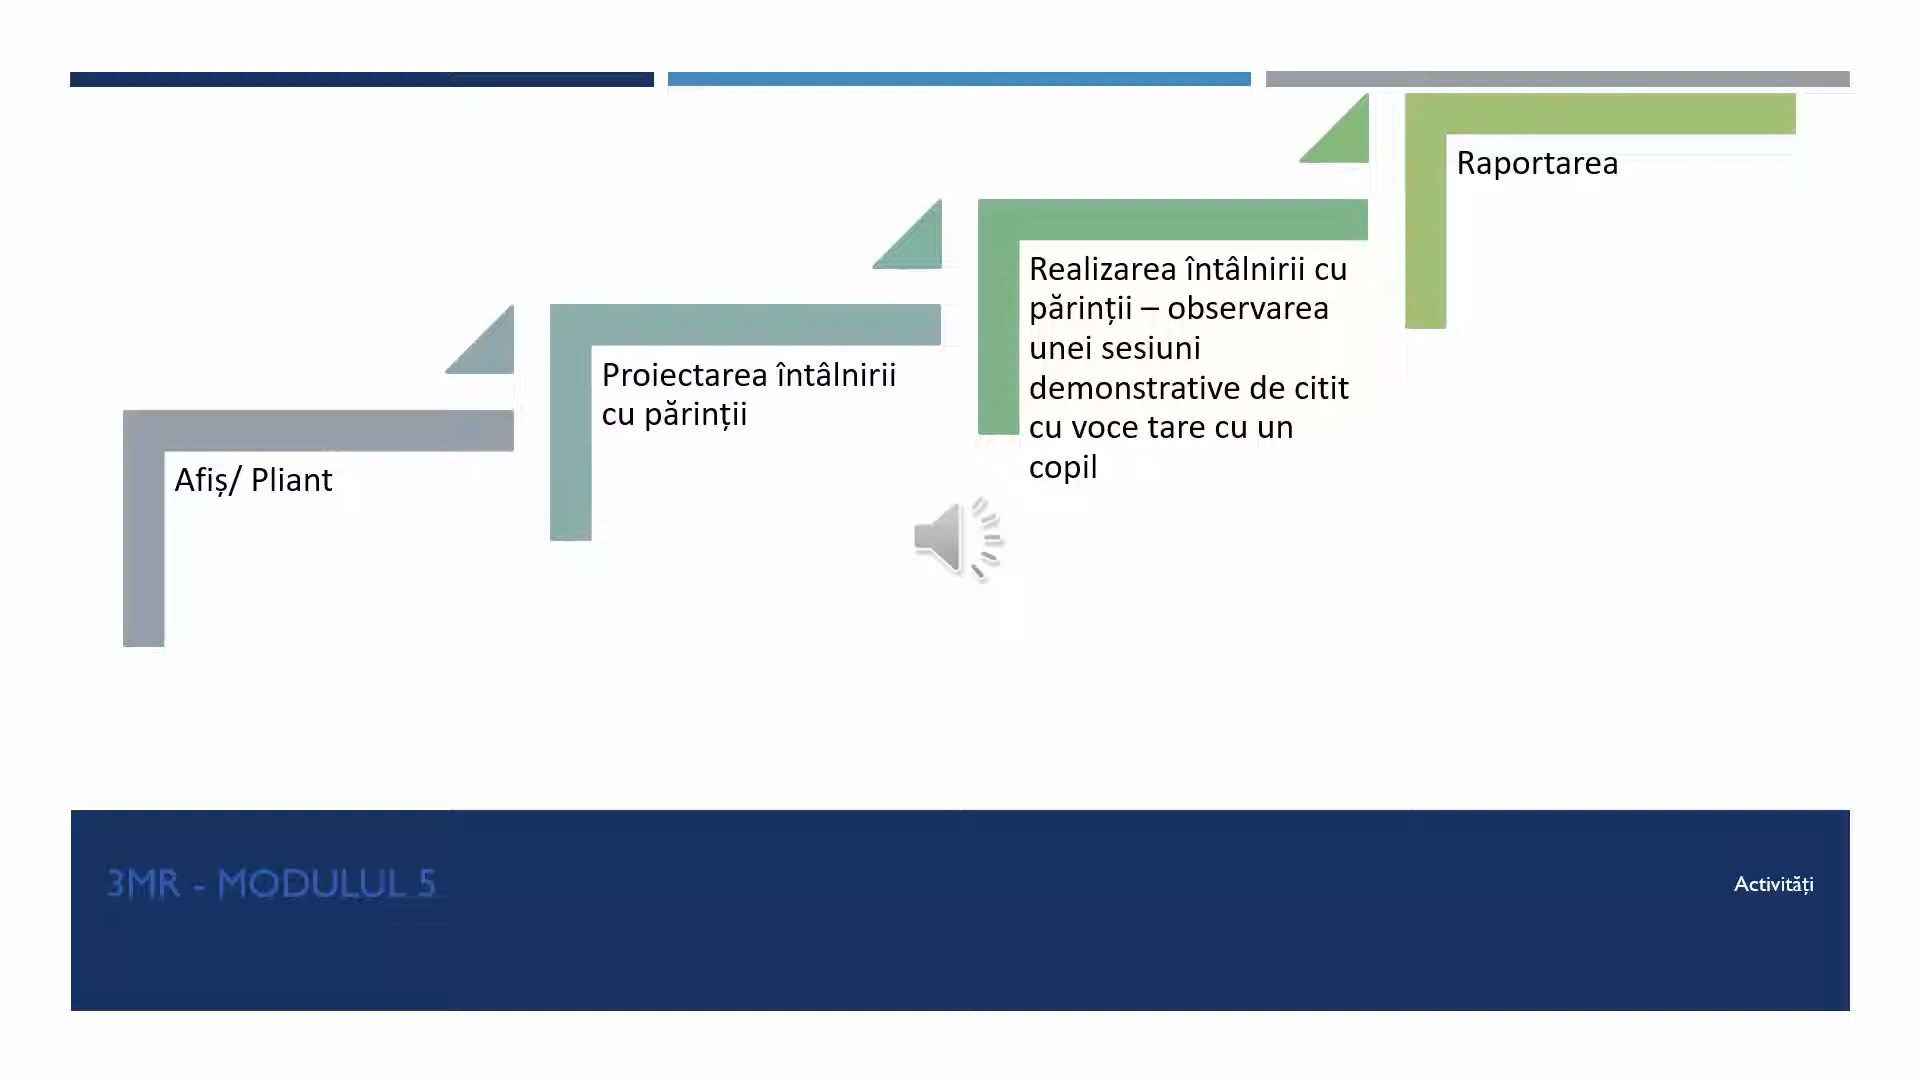 Afiș/ Pliant
Proiectarea întâlnirii
cu părinții
Realizarea întâlnirii cu
părinții – observarea
unei sesiuni
demonstrative de citit
cu voce tare cu un
copil
Raportarea
3MR - MODULUL 5
Activități